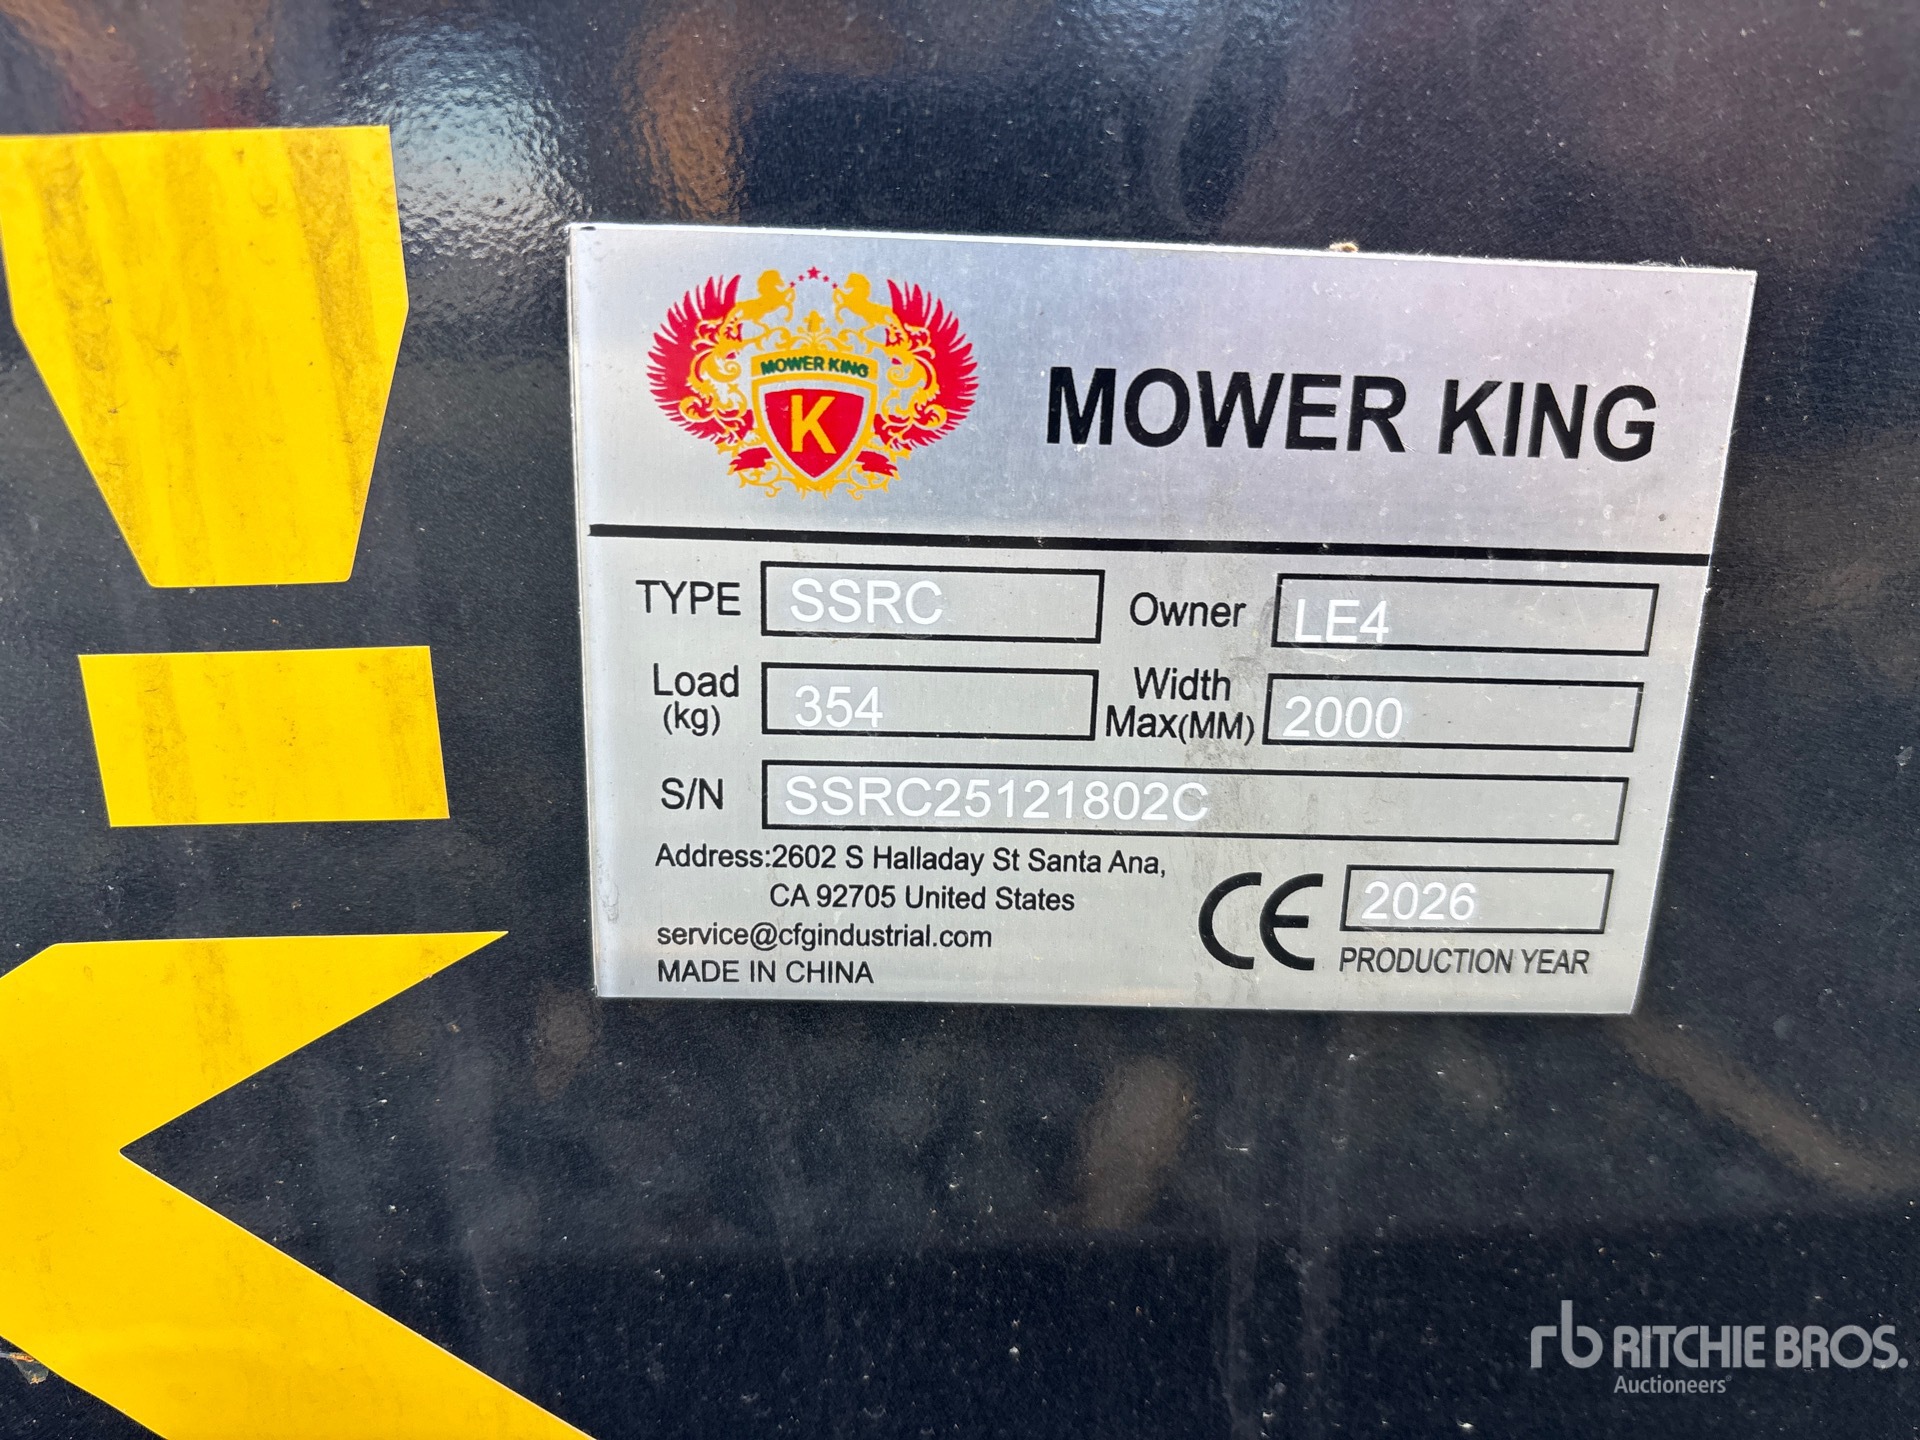 MOWER KING
K
MOWER KING
TYPE SSRC Owner LE4
Load (kg) 354 Width Max(MM) 2000
S/N SSRC25121802C
Address:2602 S Halladay St Santa Ana,
CA 92705 United States
service@cfgindustrial.com
MADE IN CHINA
CE 2026
PRODUCTION YEAR
rb RITCHIE BROS.
Auctioneers